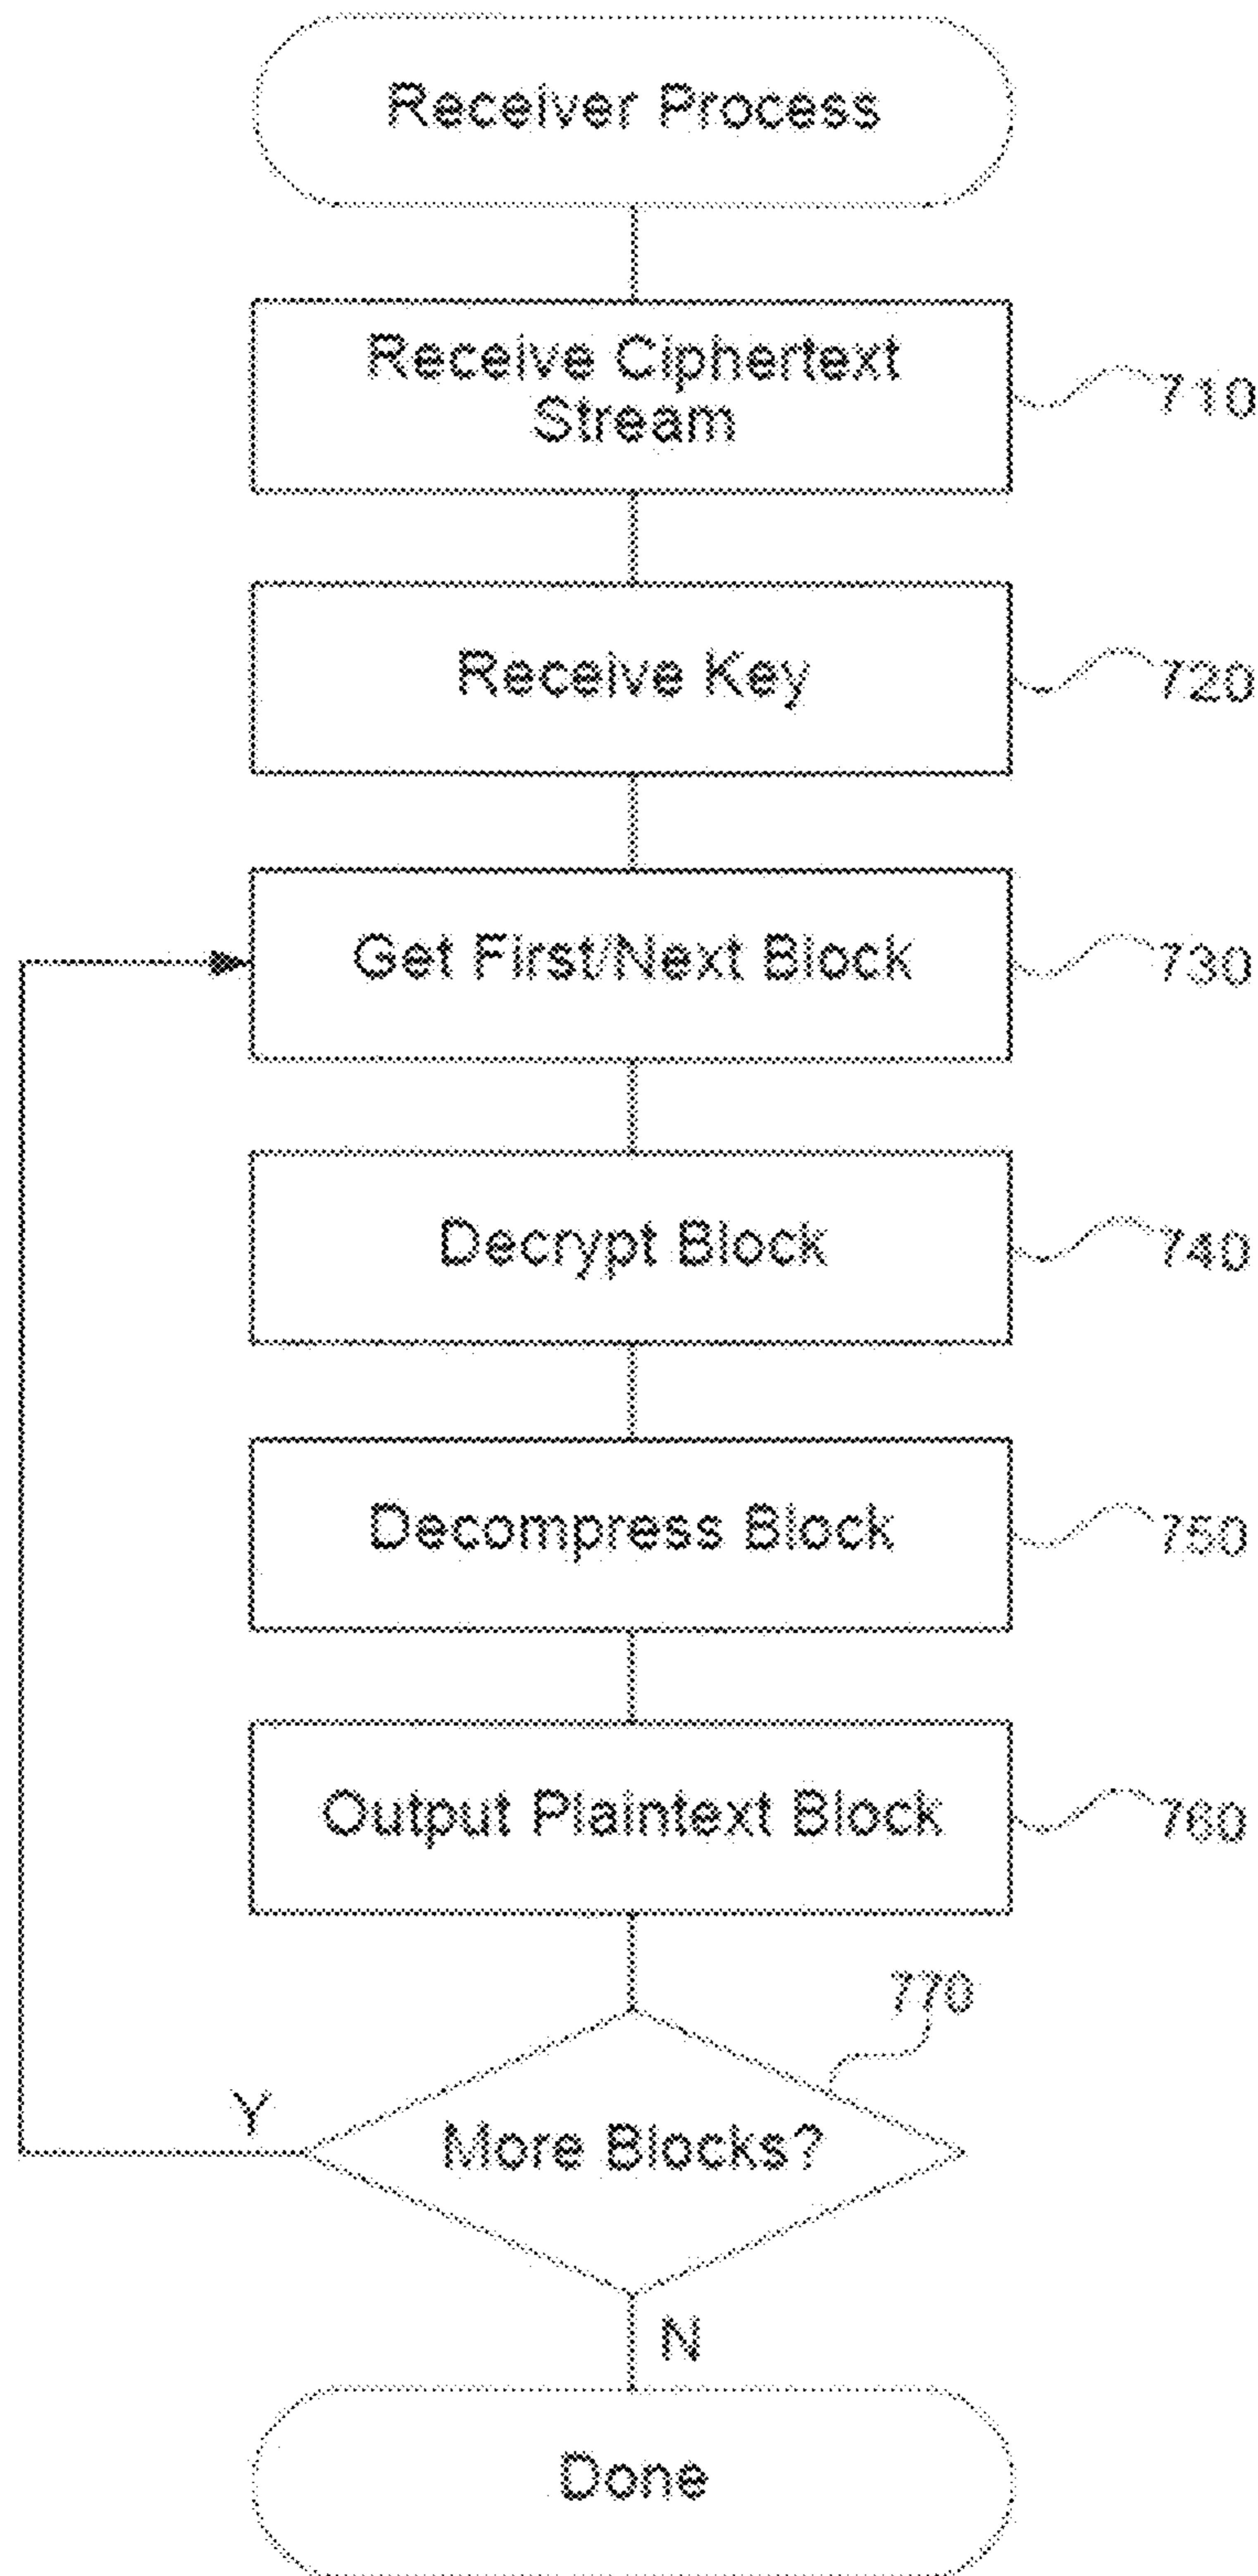 Receiver Process
Receive Ciphertext
Stream
710
Receive Key
720
Get First/Next Block
730
Decrypt Block
740
Decompress Block
750
Output Plaintext Block
760
770
More Blocks?
Y
N
Done